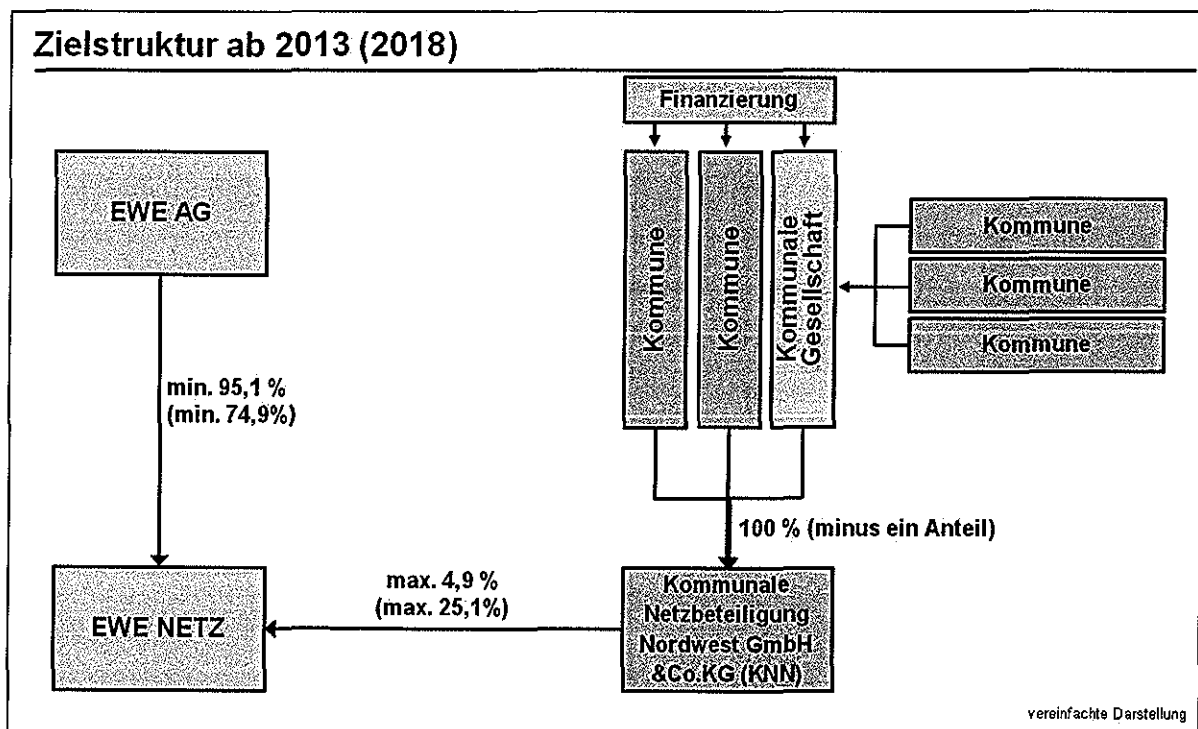 Zielstruktur ab 2013 (2018)
Finanzierung
EWE AG
Kommune
Kommune
Kommunale
Gesellschaft
Kommune
Kommune
Kommune
min. 95,1 %
(min. 74,9%)
100 % (minus ein Anteil)
max. 4,9 %
(max. 25,1%)
EWE NETZ
Kommunale
Netzbeteiligung
Nordwest GmbH
&Co.KG (KNN)
vereinfachte Darstellung